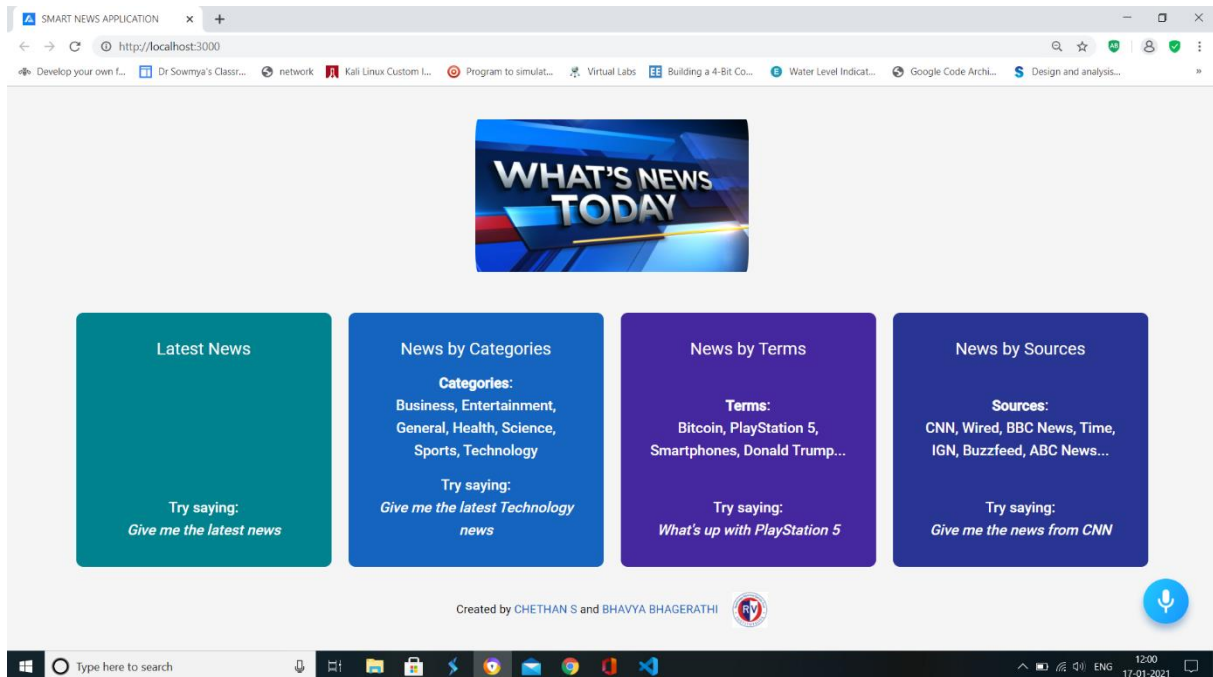 SMART NEWS APPLICATION
http://localhost:3000
Develop your own f... Dr Sowmya's Classr... network Kali Linux Custom I... Program to simulat... Virtual Labs Building a 4-Bit Co... Water Level Indicat... Google Code Archi... Design and analysis... »
WHAT'S NEWS
TODAY
Latest News
Try saying:
Give me the latest news
News by Categories
Categories:
Business, Entertainment,
General, Health, Science,
Sports, Technology
Try saying:
Give me the latest Technology
news
News by Terms
Terms:
Bitcoin, PlayStation 5,
Smartphones, Donald Trump...
Try saying:
What's up with PlayStation 5
News by Sources
Sources:
CNN, Wired, BBC News, Time,
IGN, Buzzfeed, ABC News...
Try saying:
Give me the news from CNN
Created by CHETHAN S and BHAVYA BHAGERATHI
RV
Type here to search
ENG
12:00
17-01-2021